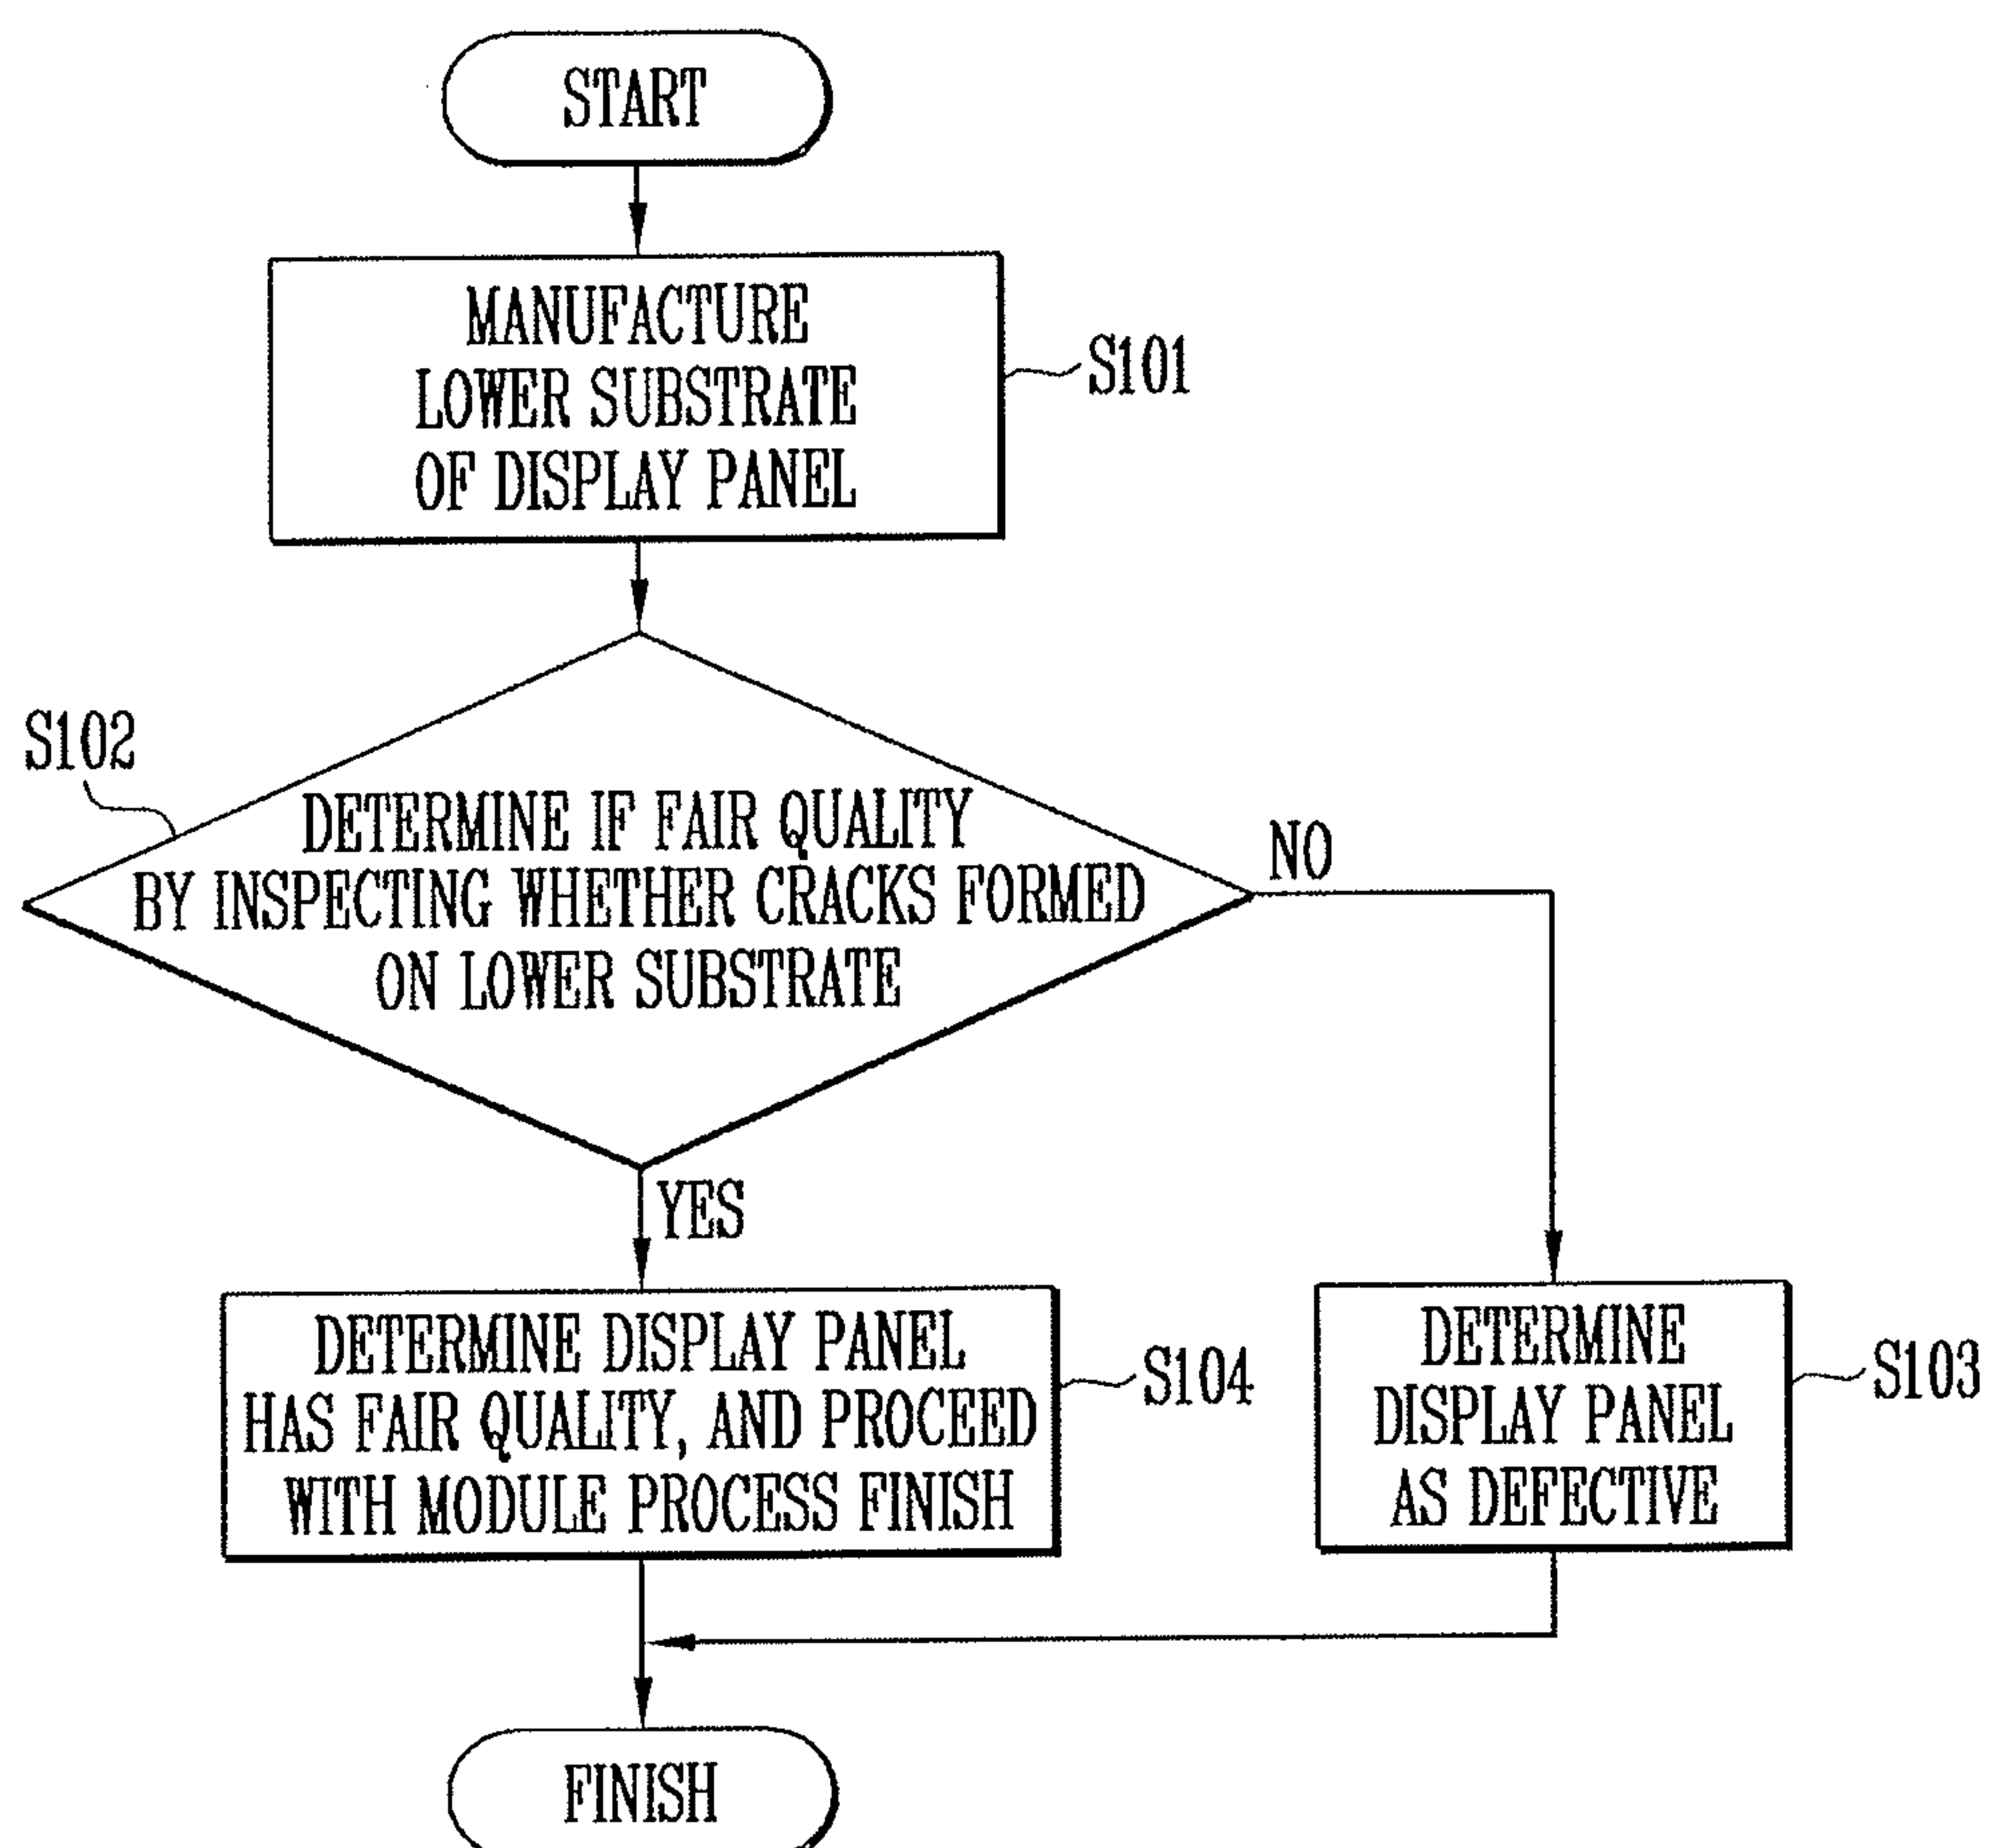 START
MANUFACTURE
LOWER SUBSTRATE
OF DISPLAY PANEL
S101
S102
DETERMINE IF FAIR QUALITY
BY INSPECTING WHETHER CRACKS FORMED
ON LOWER SUBSTRATE
NO
YES
DETERMINE DISPLAY PANEL
HAS FAIR QUALITY, AND PROCEED
WITH MODULE PROCESS FINISH
S104
DETERMINE
DISPLAY PANEL
AS DEFECTIVE
S103
FINISH